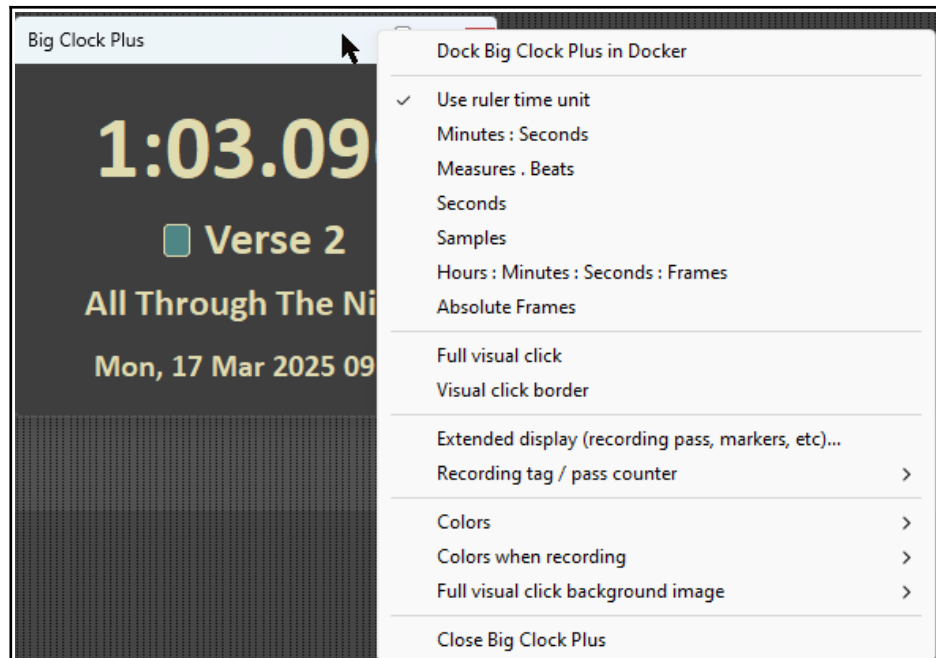 Big Clock Plus
1:03.09
Verse 2
All Through The Ni
Mon, 17 Mar 2025 09
Dock Big Clock Plus in Docker
Use ruler time unit
Minutes : Seconds
Measures . Beats
Seconds
Samples
Hours : Minutes : Seconds : Frames
Absolute Frames
Full visual click
Visual click border
Extended display (recording pass, markers, etc)...
Recording tag / pass counter
Colors
Colors when recording
Full visual click background image
Close Big Clock Plus